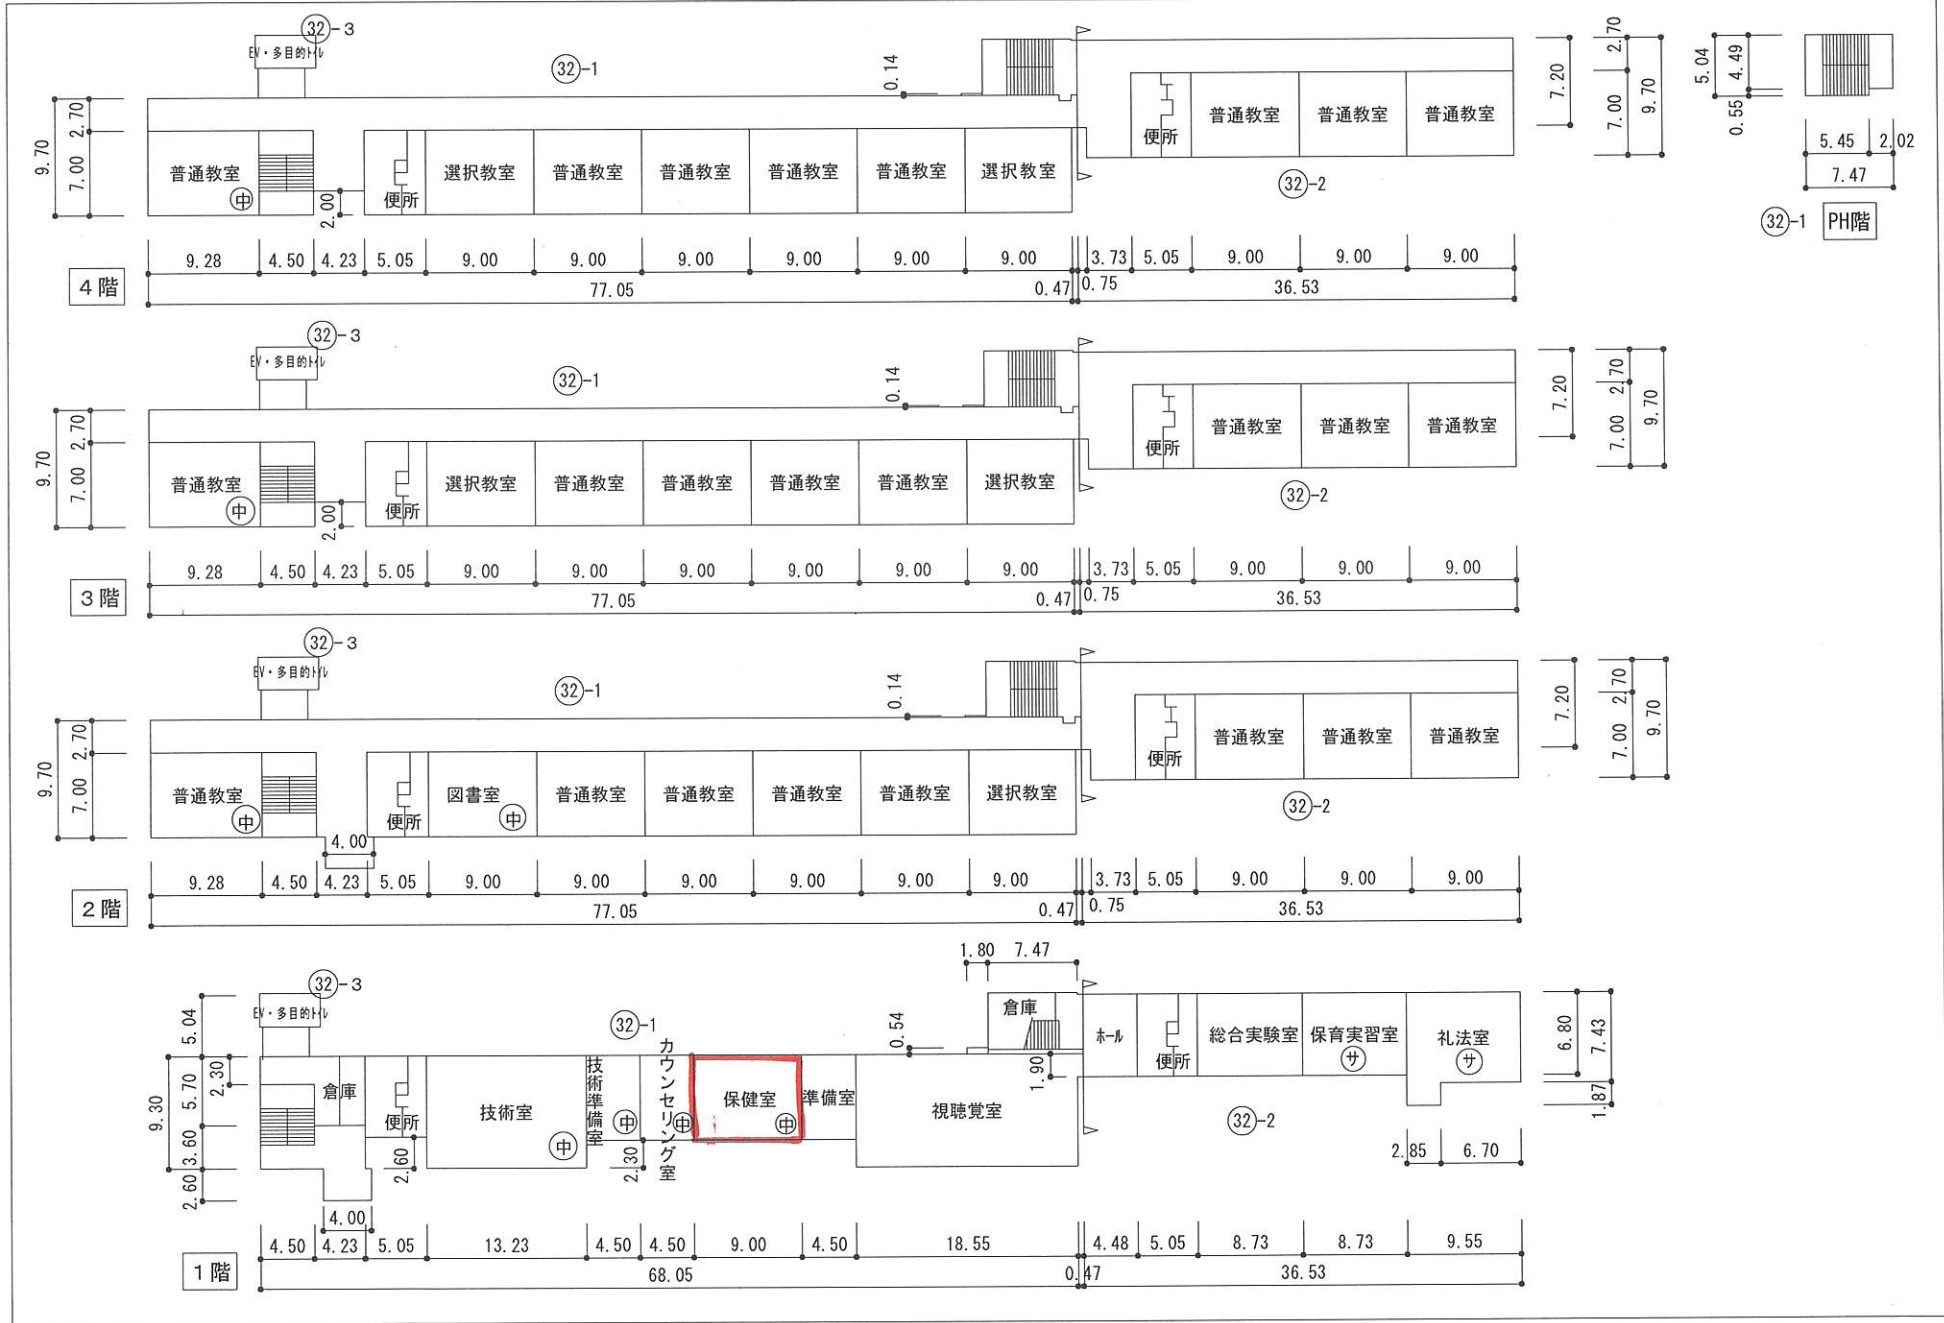 32-3
EV・多目的トイレ
32-1
0.14
普通教室
中
便所
選択教室
普通教室
普通教室
普通教室
普通教室
選択教室
便所
普通教室
普通教室
普通教室
32-2
9.70
2.70
7.00
2.00
7.20
2.70
7.00
9.70
9.28
4.50
4.23
5.05
9.00
9.00
9.00
9.00
9.00
9.00
3.73
5.05
9.00
9.00
9.00
77.05
0.47
0.75
36.53
4階
5.04
4.49
0.55
5.45
2.02
7.47
32-1
PH階
32-3
EV・多目的トイレ
32-1
0.14
普通教室
中
便所
選択教室
普通教室
普通教室
普通教室
普通教室
選択教室
便所
普通教室
普通教室
普通教室
32-2
9.70
2.70
7.00
2.00
7.20
2.70
7.00
9.70
9.28
4.50
4.23
5.05
9.00
9.00
9.00
9.00
9.00
9.00
3.73
5.05
9.00
9.00
9.00
77.05
0.47
0.75
36.53
3階
32-3
EV・多目的トイレ
32-1
0.14
普通教室
中
便所
図書室
中
普通教室
普通教室
普通教室
普通教室
選択教室
便所
普通教室
普通教室
普通教室
32-2
9.70
2.70
7.00
4.00
7.20
2.70
7.00
9.70
9.28
4.50
4.23
5.05
9.00
9.00
9.00
9.00
9.00
9.00
3.73
5.05
9.00
9.00
9.00
77.05
0.47
0.75
36.53
2階
1.80
7.47
32-3
EV・多目的トイレ
32-1
0.54
倉庫
倉庫
便所
技術室
中
技術準備室
中
カウンセリング室
中
保健室
中
準備室
視聴覚室
1.90
ホール
便所
総合実験室
保育実習室
サ
礼法室
サ
32-2
5.04
9.30
5.70
2.30
3.60
2.60
2.60
2.30
4.00
6.80
7.43
1.87
2.85
6.70
4.50
4.23
5.05
13.23
4.50
4.50
9.00
4.50
18.55
4.48
5.05
8.73
8.73
9.55
68.05
0.47
36.53
1階